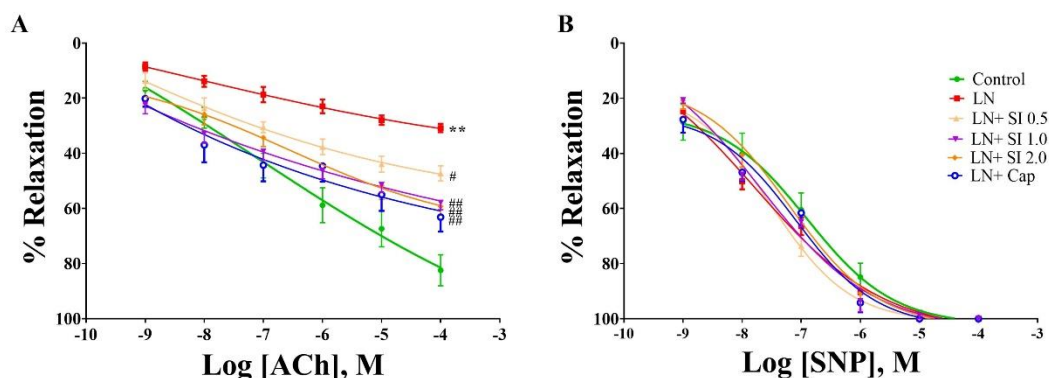 A
% Relaxation
0
20
40
60
80
100
**
#
##
##
##
-10
-9
-8
-7
-6
-5
-4
-3
Log [ACh], M
B
% Relaxation
0
20
40
60
80
100
-10
-9
-8
-7
-6
-5
-4
-3
Log [SNP], M
Control
LN
LN+ SI 0.5
LN+ SI 1.0
LN+ SI 2.0
LN+ Cap